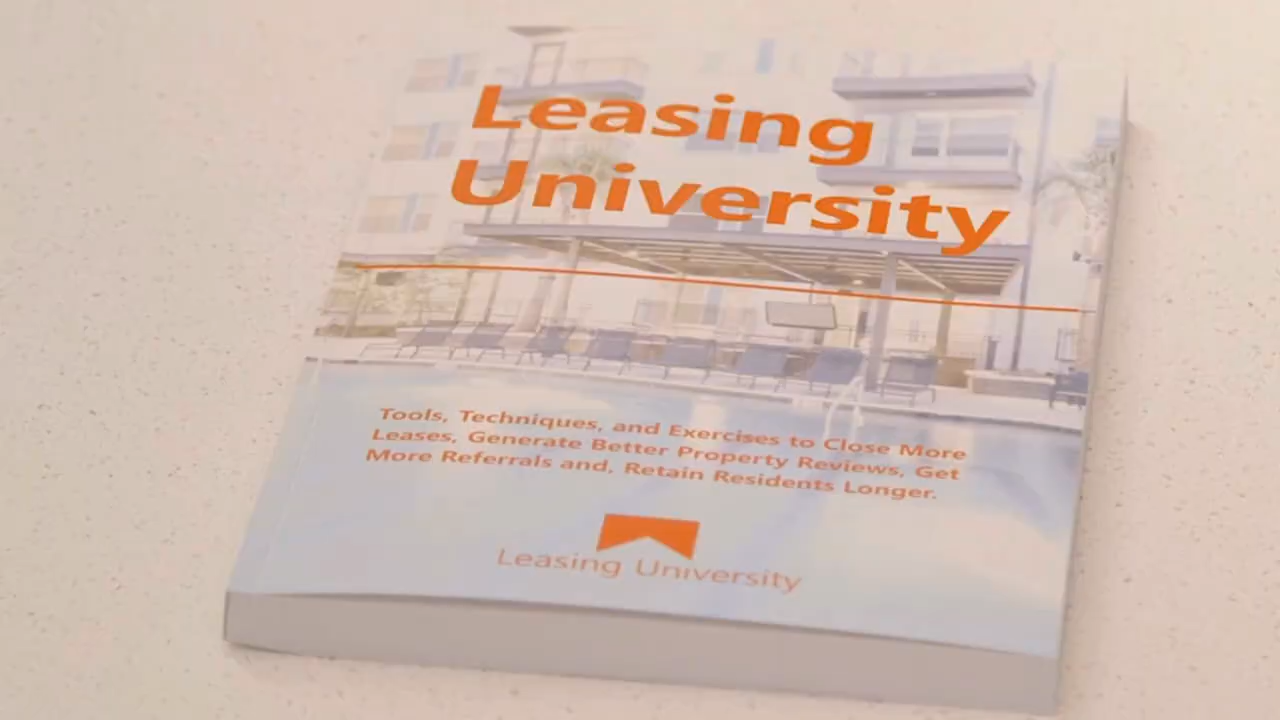 Leasing
University
Tools, Techniques, and Exercises to Close More
Leases, Generate Better Property Reviews, Get
More Referrals and, Retain Residents Longer.
Leasing University